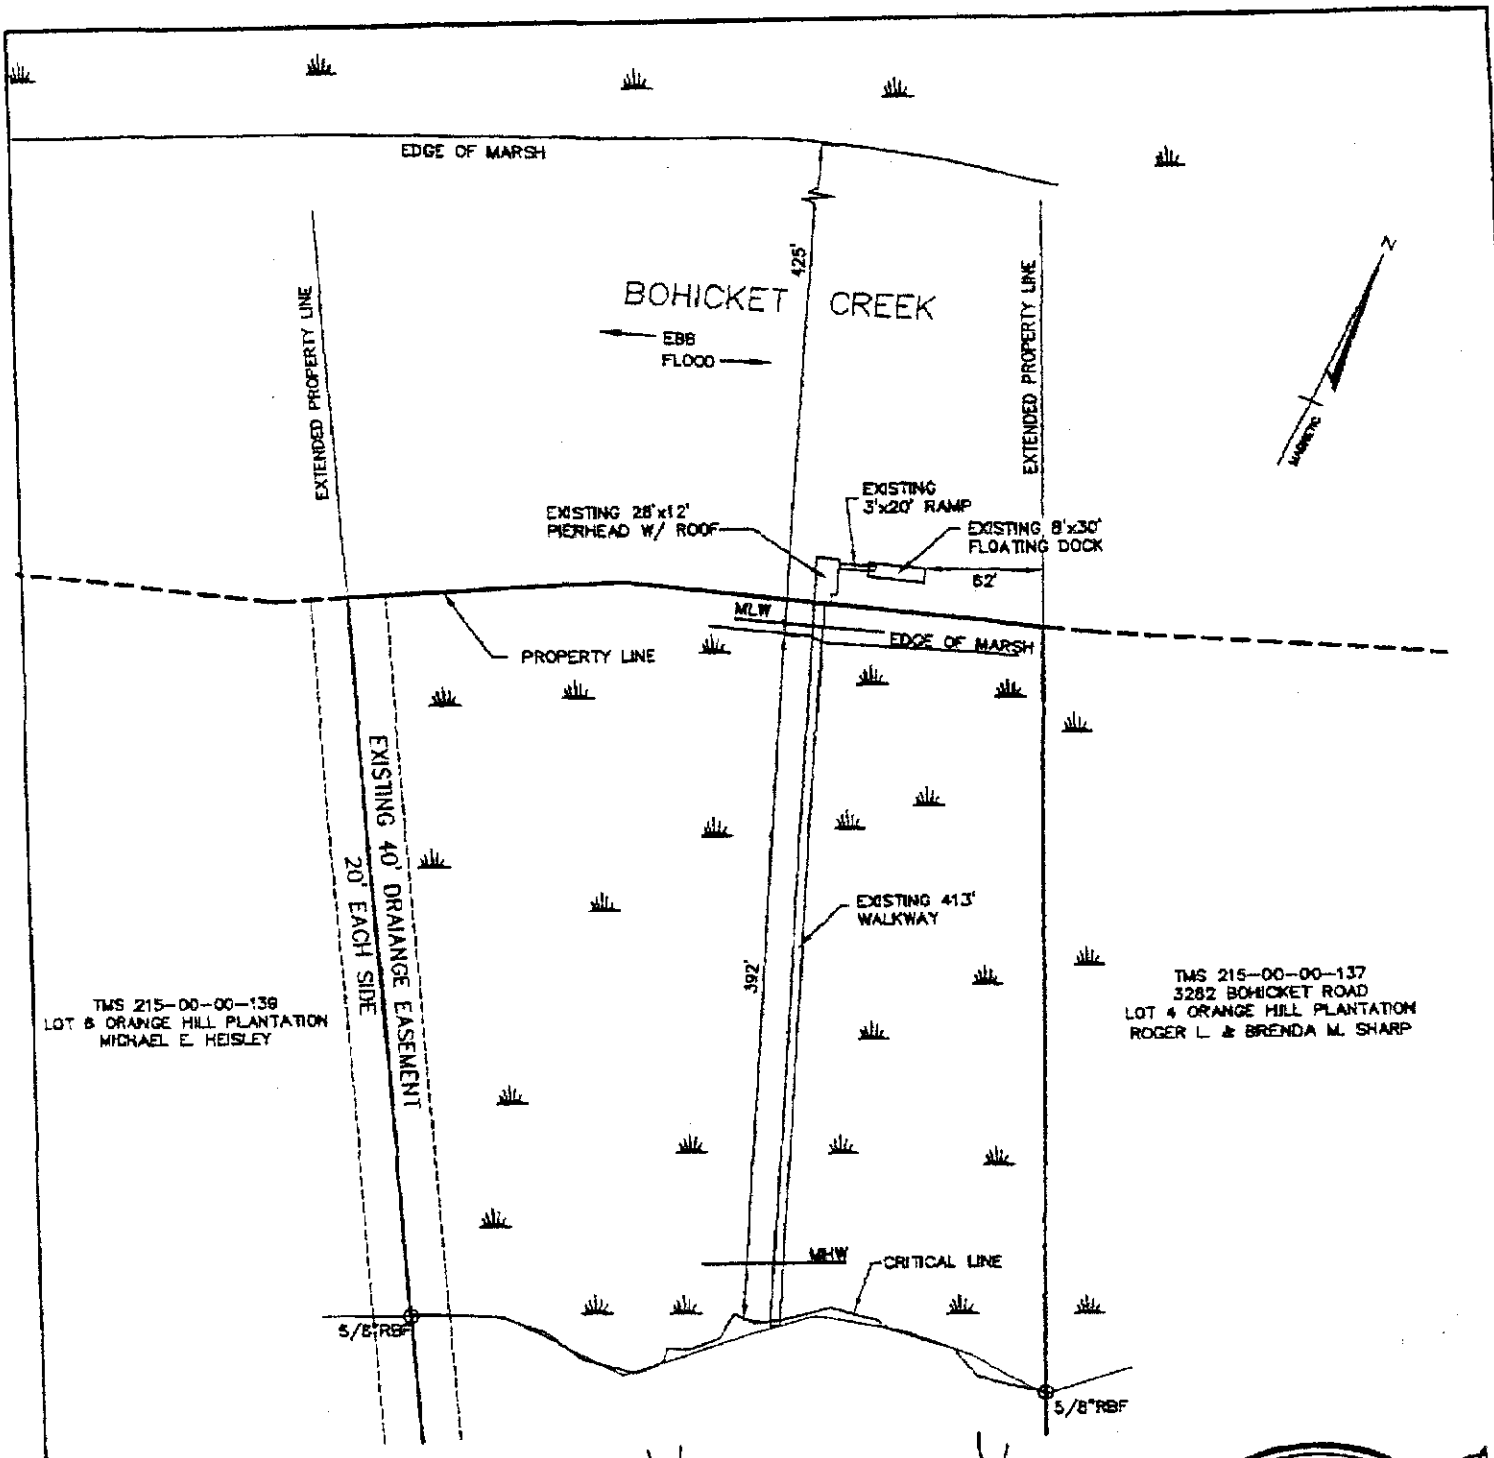 EDGE OF MARSH
425'
EXTENDED PROPERTY LINE
EXTENDED PROPERTY LINE
N
MAGNETIC
BOHICKET CREEK
EBB
FLOOD
EXISTING 28'x12'
PIERHEAD W/ ROOF
EXISTING
3'x20' RAMP
EXISTING 8'x30'
FLOATING DOCK
62'
MLW
EDGE OF MARSH
PROPERTY LINE
EXISTING 40' DRAIANGE EASEMENT
20' EACH SIDE
EXISTING 413'
WALKWAY
392'
TMS 215-00-00-139
LOT 6 ORANGE HILL PLANTATION
MICHAEL E. HEISLEY
TMS 215-00-00-137
3282 BOHICKET ROAD
LOT 4 ORANGE HILL PLANTATION
ROGER L. & BRENDA M. SHARP
MHW
CRITICAL LINE
5/8"RBF
5/8"RBF